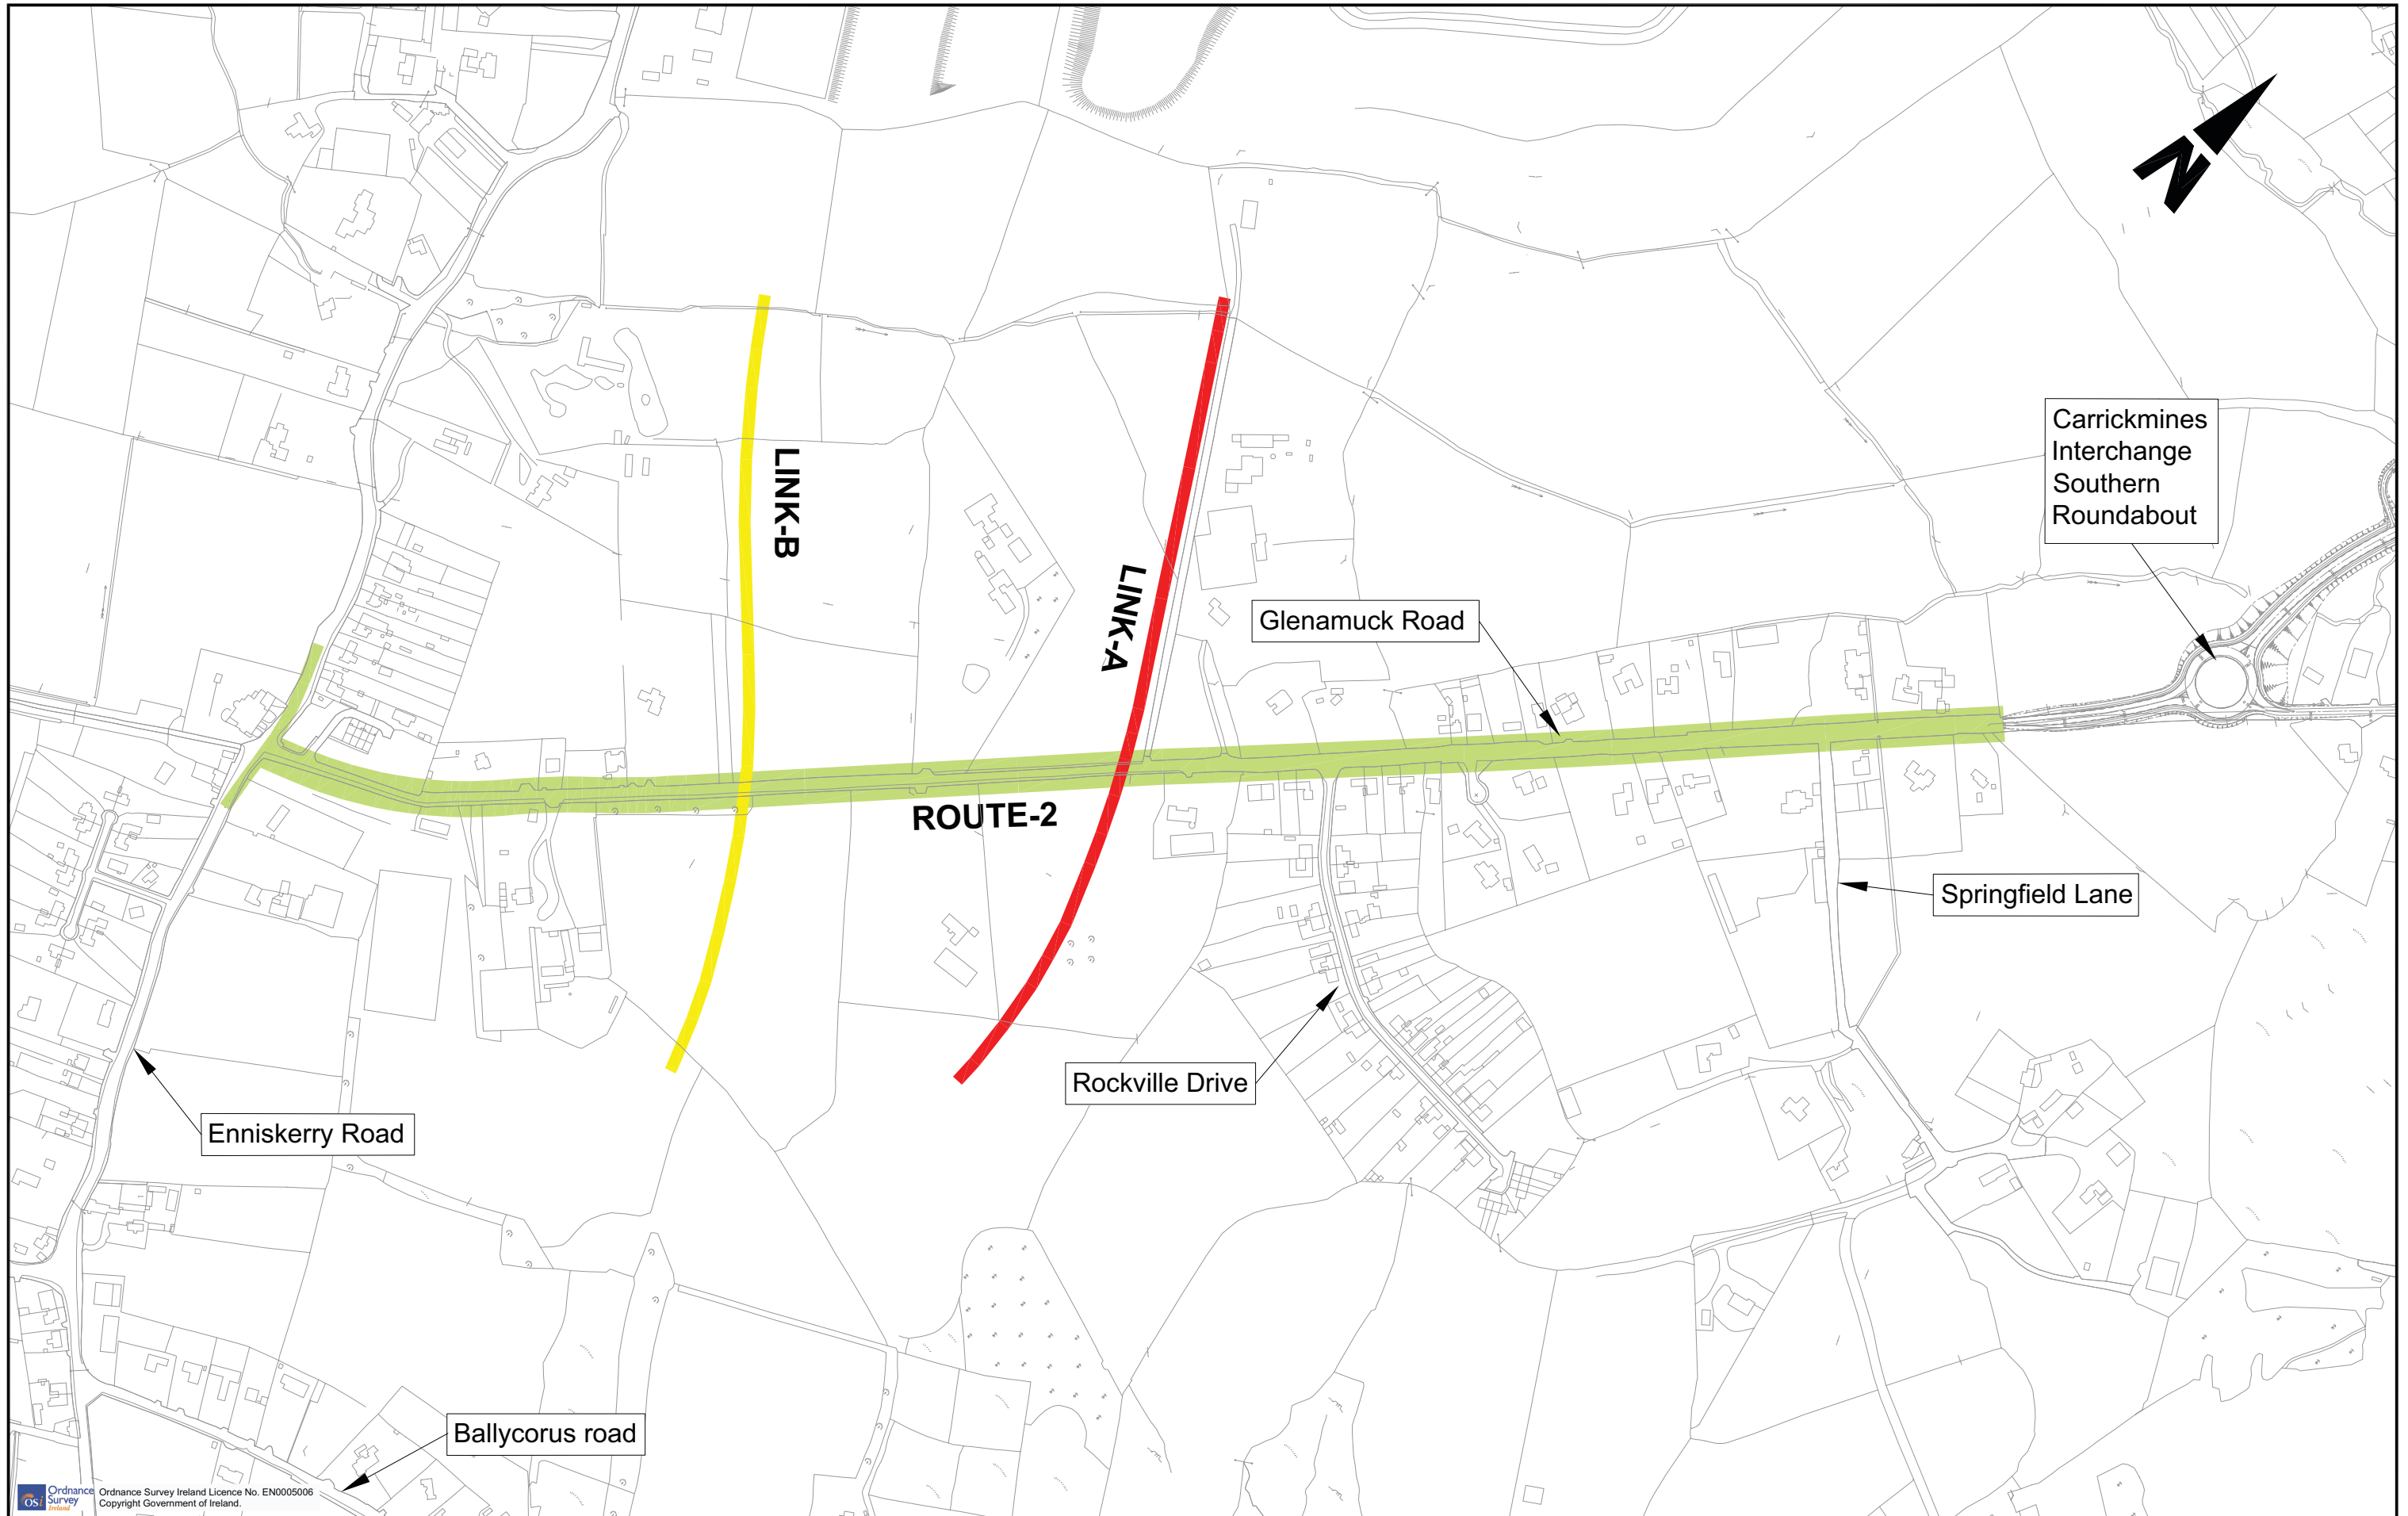 N
Carrickmines
Interchange
Southern
Roundabout
LINK-B
LINK-A
Glenamuck Road
ROUTE-2
Springfield Lane
Rockville Drive
Enniskerry Road
Ballycorus road
OSi
Ordnance
Survey
Ireland
Ordnance Survey Ireland Licence No. EN0005006
Copyright Government of Ireland.